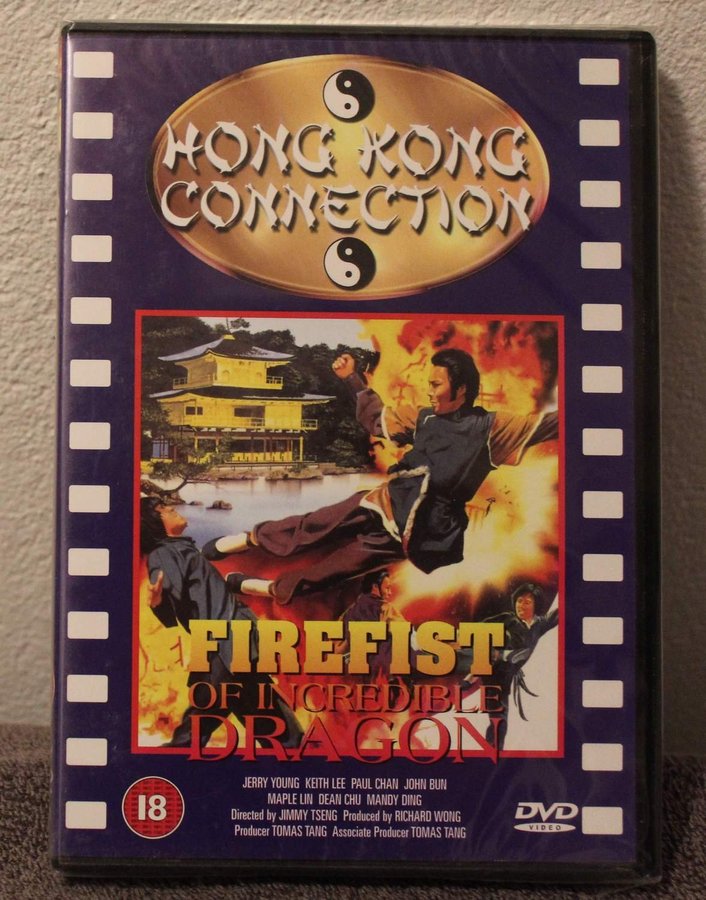 HONG KONG
CONNECTION
FIREFIST
OF INCREDIBLE
DRAGON
JERRY YOUNG KEITH LEE PAUL CHAN JOHN BUN
MAPLE LIN DEAN CHU MANDY DING
Directed by JIMMY TSENG Produced by RICHARD WONG
Producer TOMAS TANG Associate Producer TOMAS TANG
18
DVD
VIDEO